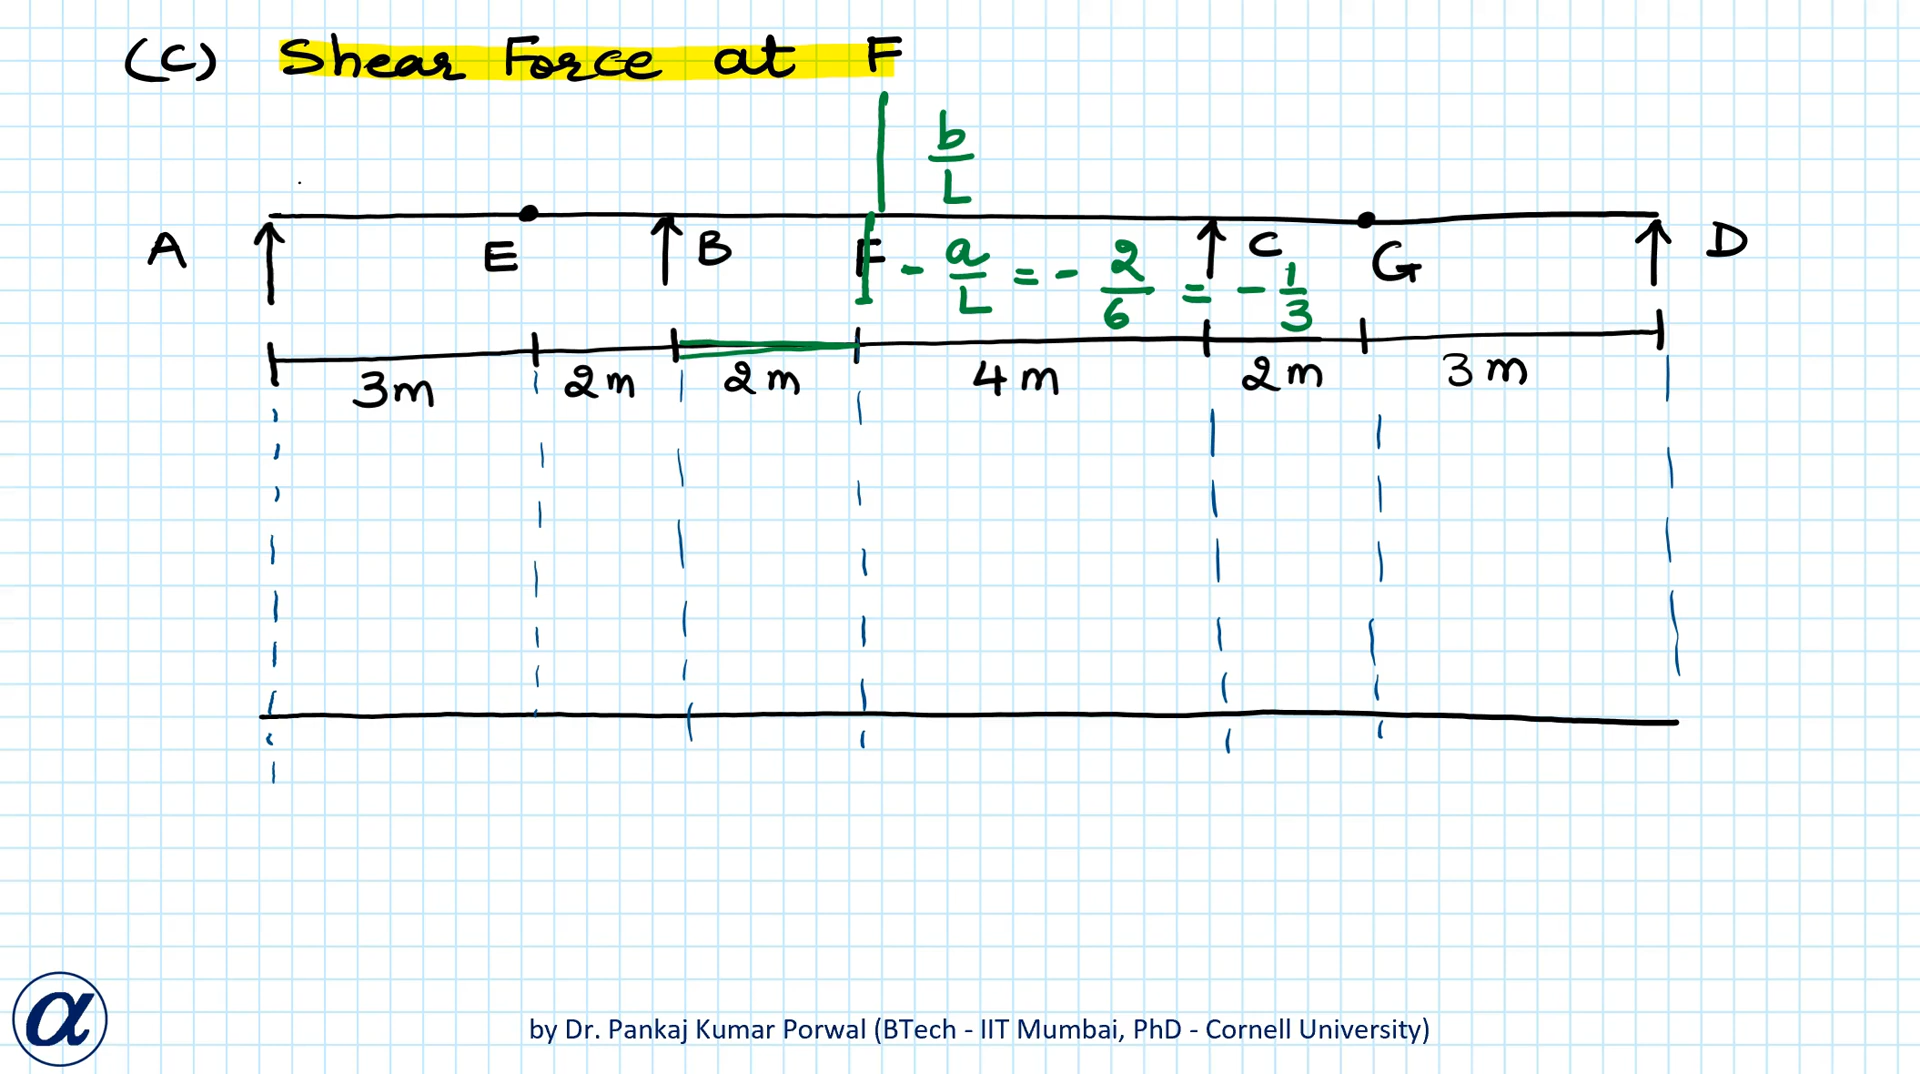 (C) Shear Force at F
b/L
A E B F C G D
- a/L = - 2/6 = - 1/3
3m 2m 2m 4m 2m 3m
α
by Dr. Pankaj Kumar Porwal (BTech - IIT Mumbai, PhD - Cornell University)